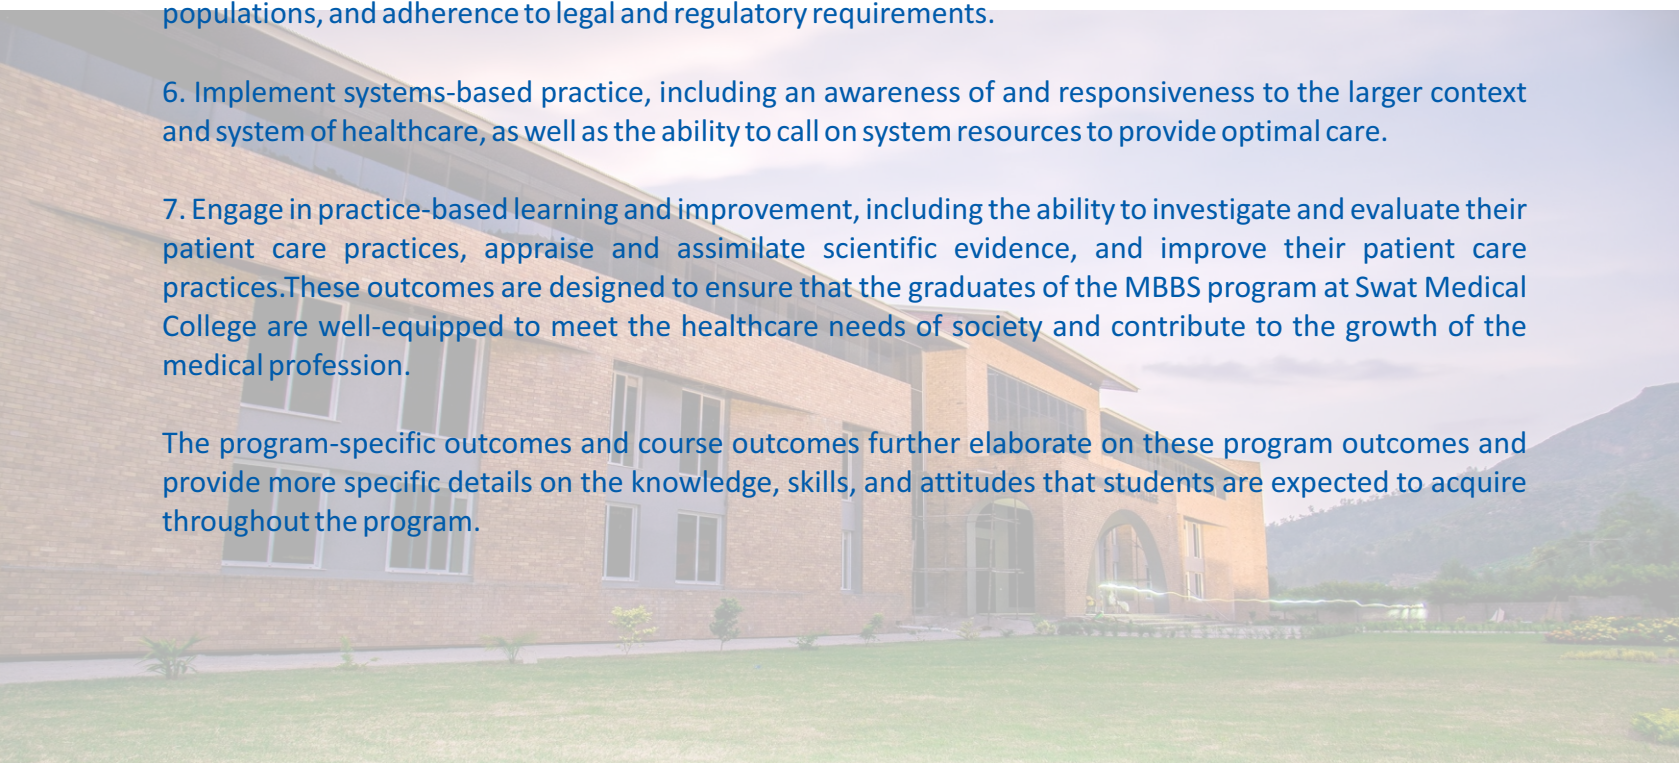 populations, and adherence to legal and regulatory requirements.
6. Implement systems-based practice, including an awareness of and responsiveness to the larger context
and system of healthcare, as well as the ability to call on system resources to provide optimal care.
7. Engage in practice-based learning and improvement, including the ability to investigate and evaluate their
patient care practices, appraise and assimilate scientific evidence, and improve their patient care
practices.These outcomes are designed to ensure that the graduates of the MBBS program at Swat Medical
College are well-equipped to meet the healthcare needs of society and contribute to the growth of the
medical profession.
The program-specific outcomes and course outcomes further elaborate on these program outcomes and
provide more specific details on the knowledge, skills, and attitudes that students are expected to acquire
throughout the program.